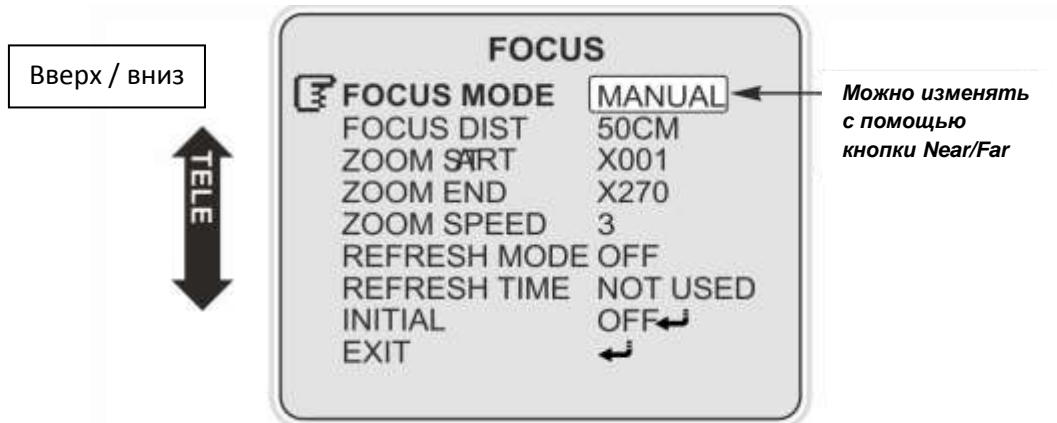 FOCUS
Вверх / вниз
TELE
FOCUS MODE MANUAL
FOCUS DIST 50CM
ZOOM START X001
ZOOM END X270
ZOOM SPEED 3
REFRESH MODE OFF
REFRESH TIME NOT USED
INITIAL OFF
EXIT
Можно изменять
с помощью
кнопки Near/Far